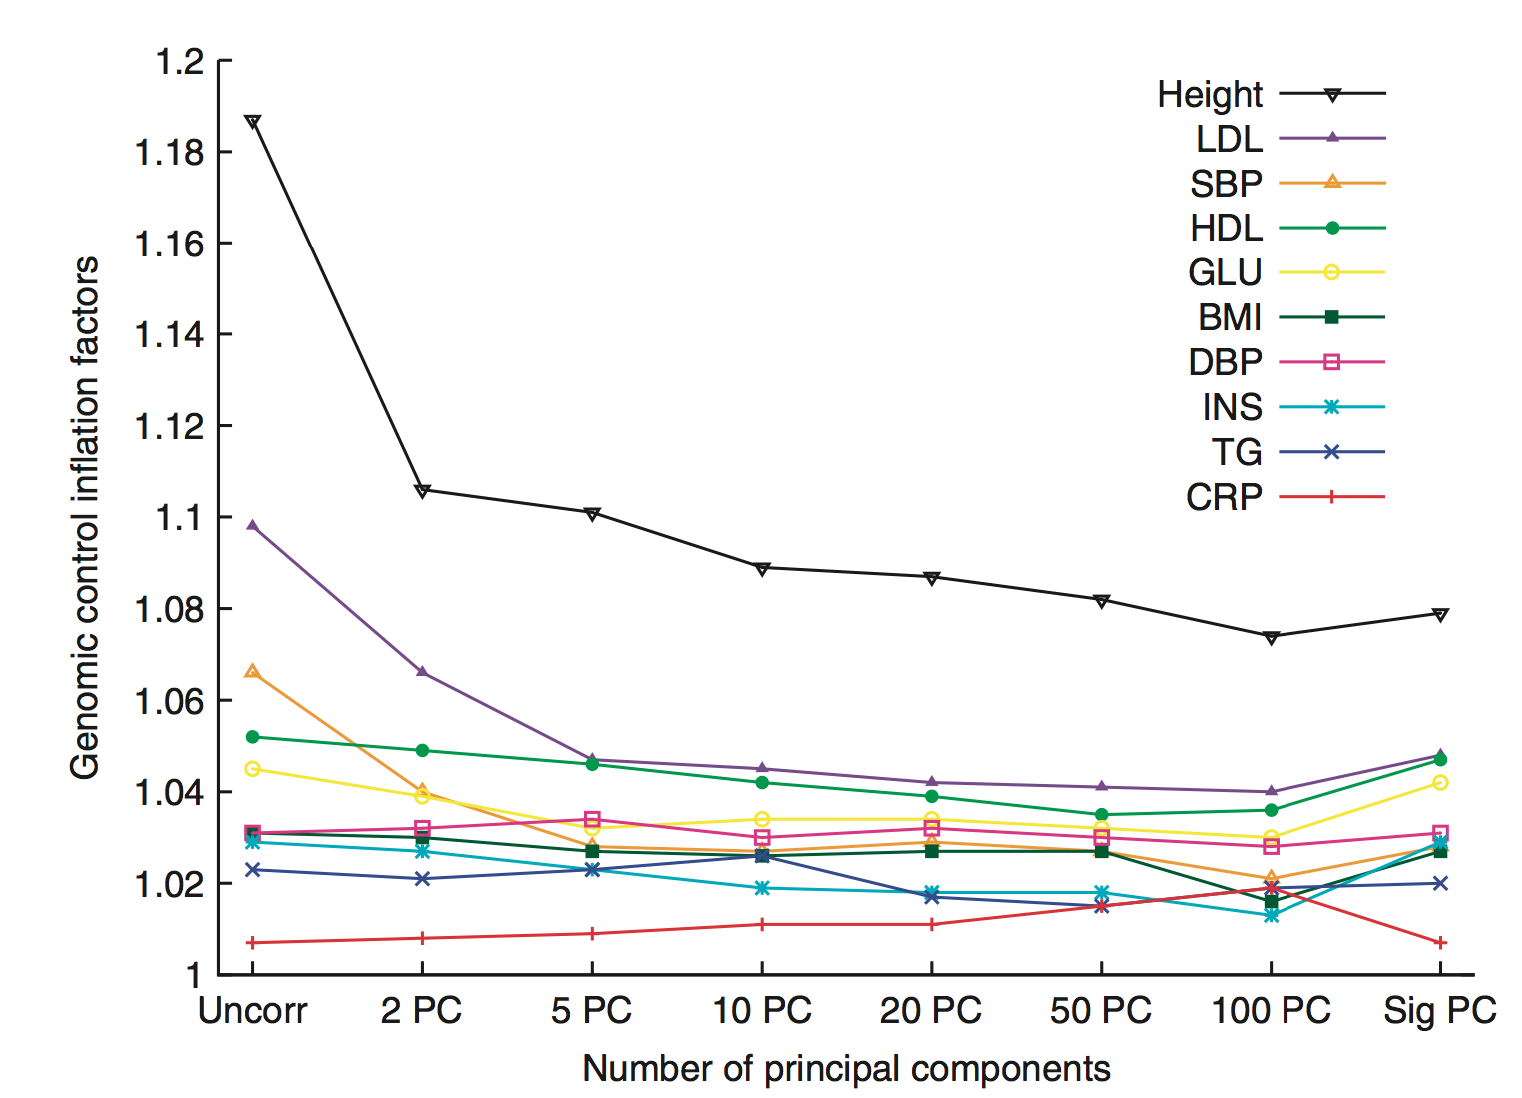 1.2
1.18
1.16
1.14
1.12
1.1
1.08
1.06
1.04
1.02
1
Genomic control inflation factors
Height
LDL
SBP
HDL
GLU
BMI
DBP
INS
TG
CRP
Uncorr 2 PC 5 PC 10 PC 20 PC 50 PC 100 PC Sig PC
Number of principal components